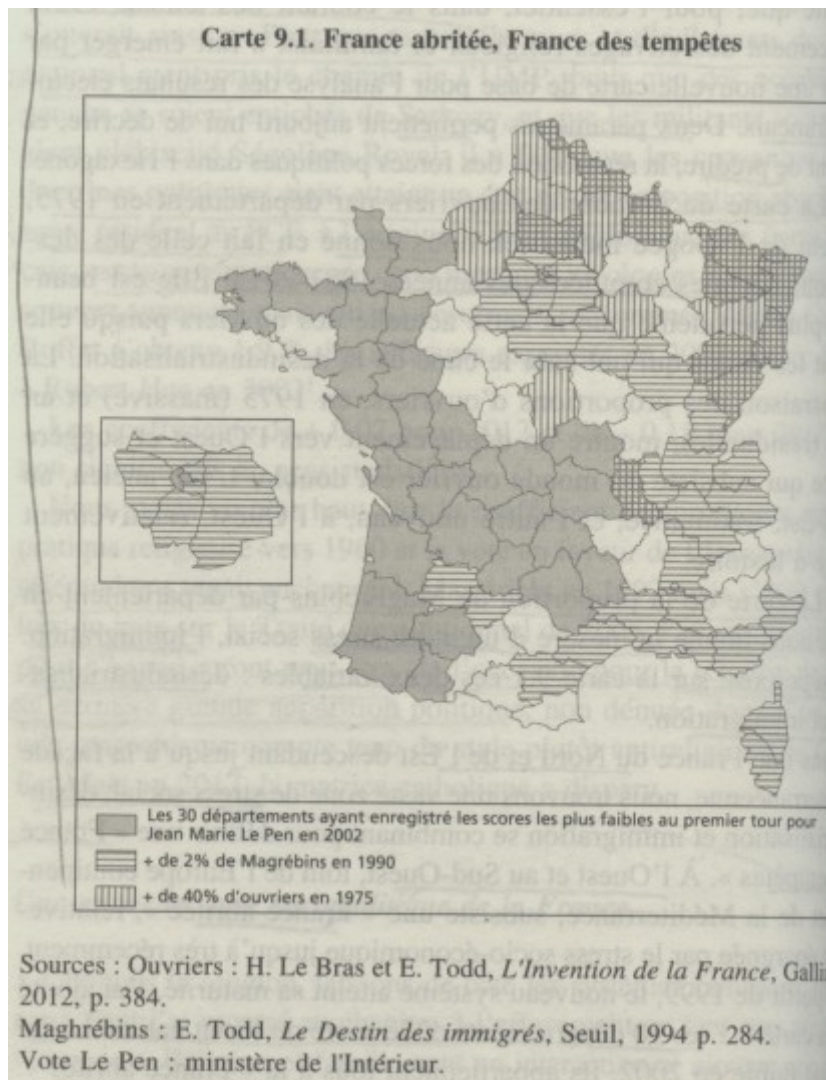 Carte 9.1. France abritée, France des tempêtes
Les 30 départements ayant enregistré les scores les plus faibles au premier tour pour
Jean Marie Le Pen en 2002
+ de 2% de Magrébins en 1990
+ de 40% d'ouvriers en 1975
Sources : Ouvriers : H. Le Bras et E. Todd, L'Invention de la France, Galli
2012, p. 384.
Maghrébins : E. Todd, Le Destin des immigrés, Seuil, 1994 p. 284.
Vote Le Pen : ministère de l'Intérieur.